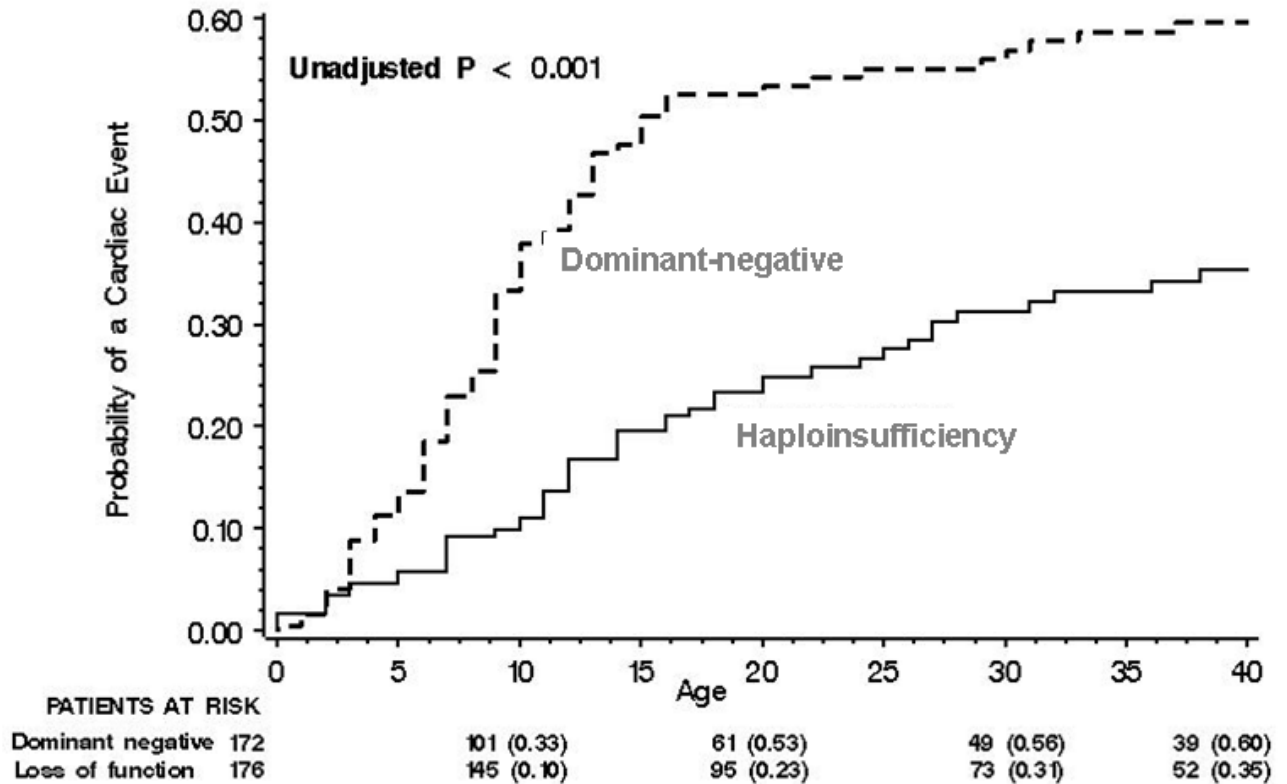 0.60
Unadjusted P < 0.001
0.50
0.40
0.30
0.20
0.10
0.00
Probability of a Cardiac Event
Dominant-negative
Haploinsufficiency
0 5 10 15 20 25 30 35 40
Age
PATIENTS AT RISK
Dominant negative 172 101 (0.33) 61 (0.53) 49 (0.56) 39 (0.60)
Loss of function 176 145 (0.10) 95 (0.23) 73 (0.31) 52 (0.35)